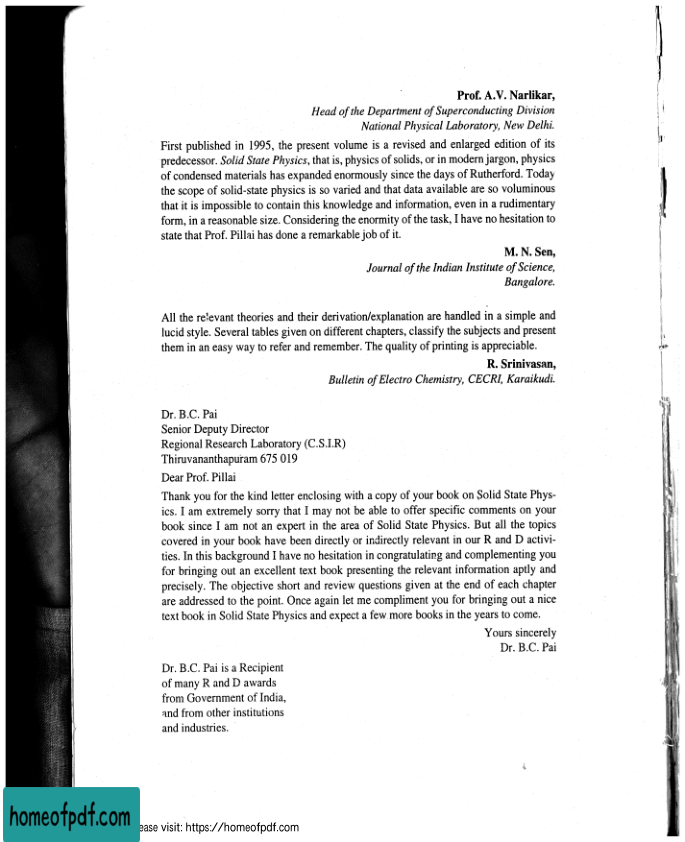 Prof. A.V. Narlikar,
Head of the Department of Superconducting Division
National Physical Laboratory, New Delhi.
First published in 1995, the present volume is a revised and enlarged edition of its
predecessor. Solid State Physics, that is, physics of solids, or in modern jargon, physics
of condensed materials has expanded enormously since the days of Rutherford. Today
the scope of solid-state physics is so varied and that data available are so voluminous
that it is impossible to contain this knowledge and information, even in a rudimentary
form, in a reasonable size. Considering the enormity of the task, I have no hesitation to
state that Prof. Pillai has done a remarkable job of it.
M. N. Sen,
Journal of the Indian Institute of Science,
Bangalore.
All the relevant theories and their derivation/explanation are handled in a simple and
lucid style. Several tables given on different chapters, classify the subjects and present
them in an easy way to refer and remember. The quality of printing is appreciable.
R. Srinivasan,
Bulletin of Electro Chemistry, CECRI, Karaikudi.
Dr. B.C. Pai
Senior Deputy Director
Regional Research Laboratory (C.S.I.R)
Thiruvananthapuram 675 019
Dear Prof. Pillai
Thank you for the kind letter enclosing with a copy of your book on Solid State Phys-
ics. I am extremely sorry that I may not be able to offer specific comments on your
book since I am not an expert in the area of Solid State Physics. But all the topics
covered in your book have been directly or indirectly relevant in our R and D activi-
ties. In this background I have no hesitation in congratulating and complementing you
for bringing out an excellent text book presenting the relevant information aptly and
precisely. The objective short and review questions given at the end of each chapter
are addressed to the point. Once again let me compliment you for bringing out a nice
text book in Solid State Physics and expect a few more books in the years to come.
Yours sincerely
Dr. B.C. Pai
Dr. B.C. Pai is a Recipient
of many R and D awards
from Government of India,
and from other institutions
and industries.
homeofpdf.com
ease visit: https://homeofpdf.com